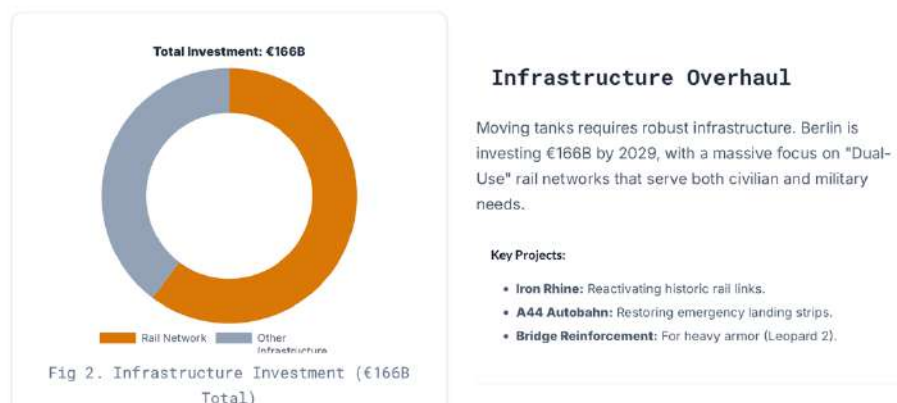 Total Investment: €166B
Rail Network
Other
Infrastructure
Fig 2. Infrastructure Investment (€166B
Total)
Infrastructure Overhaul
Moving tanks requires robust infrastructure. Berlin is
investing €166B by 2029, with a massive focus on "Dual-
Use" rail networks that serve both civilian and military
needs.
Key Projects:
• Iron Rhine: Reactivating historic rail links.
• A44 Autobahn: Restoring emergency landing strips.
• Bridge Reinforcement: For heavy armor (Leopard 2).